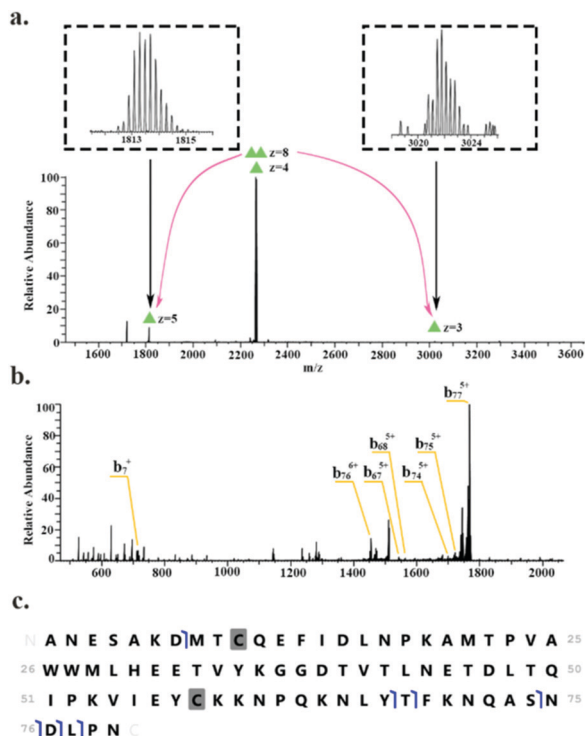 a.
1813 1815
3020 3024
z=8
z=4
z=5
z=3
Relative Abundance
100
80
60
40
20
0
1600 1800 2000 2200 2400 2600 2800 3000 3200 3400 3600
m/z
b.
b77 5+
b68 5+ b75 5+
b7 + b76 6+ b67 5+ b74 5+
Relative Abundance
100
80
60
40
20
0
600 800 1000 1200 1400 1600 1800 2000
c.
N A N E S A K D M T C Q E F I D L N P K A M T P V A 25
26 W W M L H E E T V Y K G G D T V T L N E T D L T Q 50
51 I P K V I E Y C K K N P Q K N L Y T F K N Q A S N 75
76 D L P N C